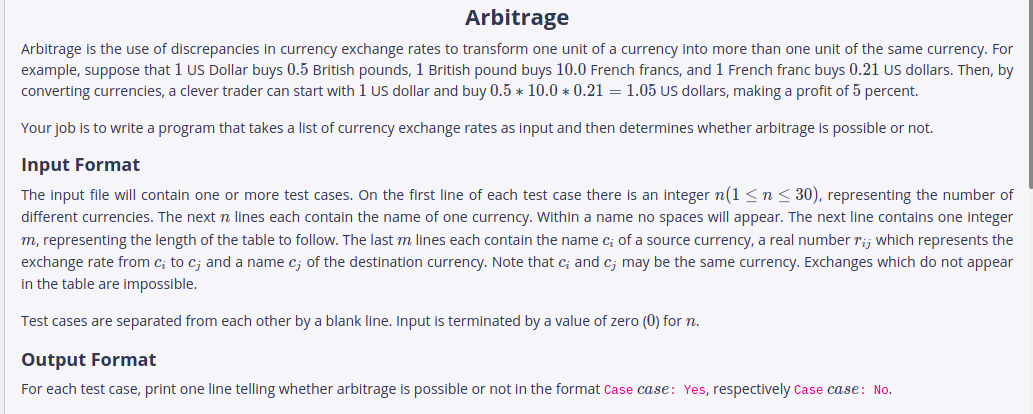 Arbitrage
Arbitrage is the use of discrepancies in currency exchange rates to transform one unit of a currency into more than one unit of the same currency. For
example, suppose that 1 US Dollar buys 0.5 British pounds, 1 British pound buys 10.0 French francs, and 1 French franc buys 0.21 US dollars. Then, by
converting currencies, a clever trader can start with 1 US dollar and buy 0.5 ∗ 10.0 ∗ 0.21 = 1.05 US dollars, making a profit of 5 percent.
Your job is to write a program that takes a list of currency exchange rates as input and then determines whether arbitrage is possible or not.
Input Format
The input file will contain one or more test cases. On the first line of each test case there is an integer n(1 ≤ n ≤ 30), representing the number of
different currencies. The next n lines each contain the name of one currency. Within a name no spaces will appear. The next line contains one integer
m, representing the length of the table to follow. The last m lines each contain the name cᵢ of a source currency, a real number rᵢⱼ which represents the
exchange rate from cᵢ to cⱼ and a name cⱼ of the destination currency. Note that cᵢ and cⱼ may be the same currency. Exchanges which do not appear
in the table are impossible.
Test cases are separated from each other by a blank line. Input is terminated by a value of zero (0) for n.
Output Format
For each test case, print one line telling whether arbitrage is possible or not in the format Case case: Yes, respectively Case case: No.